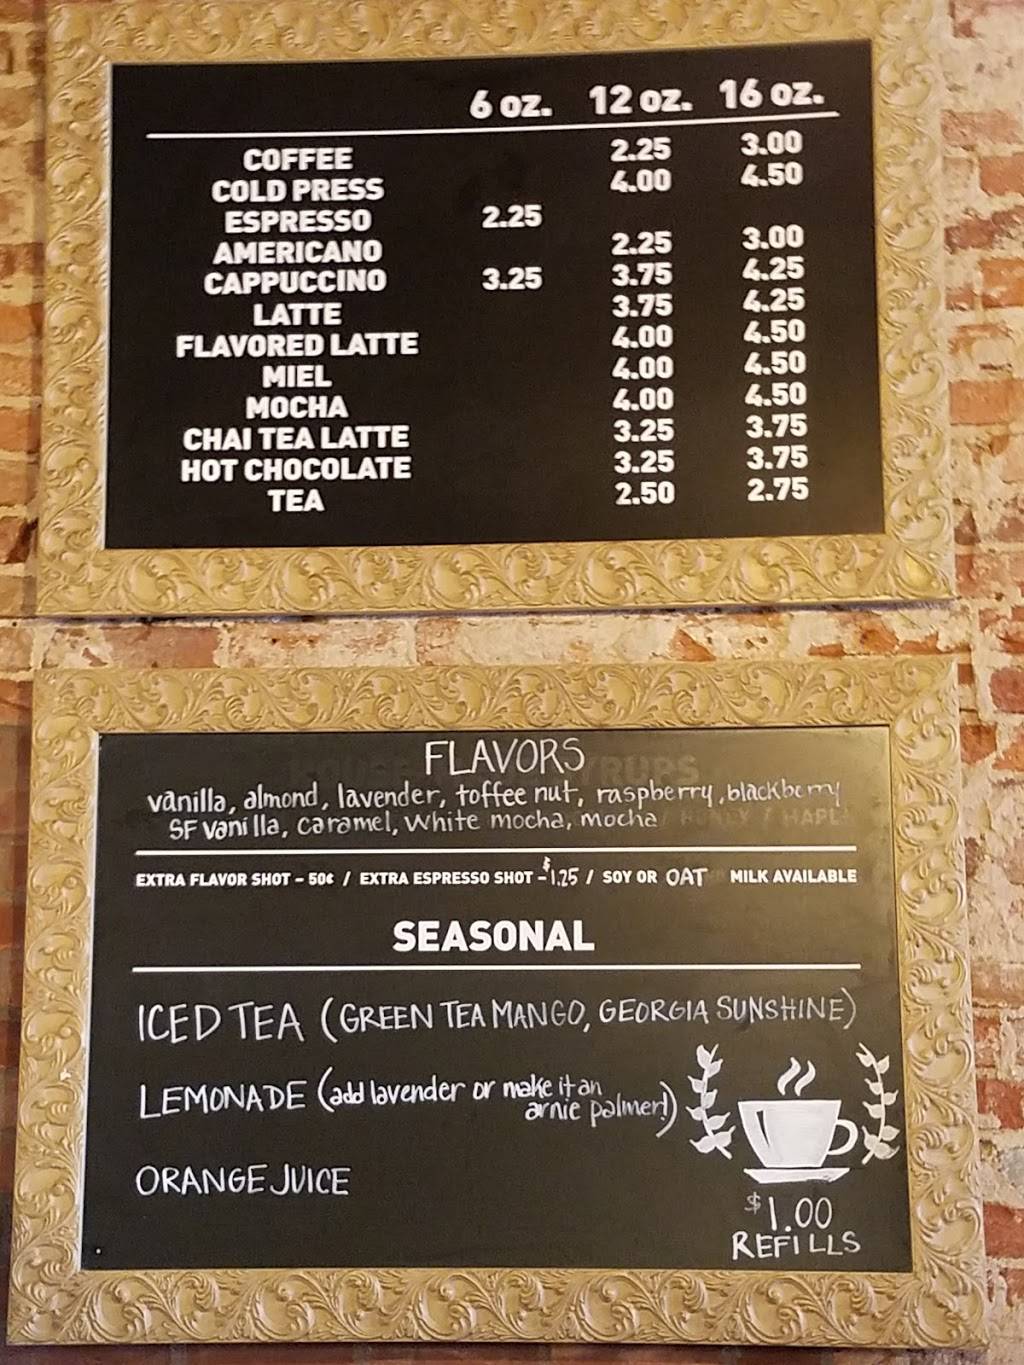 6 oz. 12 oz. 16 oz.
COFFEE 2.25 3.00
COLD PRESS 4.00 4.50
ESPRESSO 2.25
AMERICANO 2.25 3.00
CAPPUCCINO 3.25 3.75 4.25
LATTE 3.75 4.25
FLAVORED LATTE 4.00 4.50
MIEL 4.00 4.50
MOCHA 4.00 4.50
CHAI TEA LATTE 3.25 3.75
HOT CHOCOLATE 3.25 3.75
TEA 2.50 2.75
FLAVORS
vanilla, almond, lavender, toffee nut, raspberry, blackberry
SF vanilla, caramel, white mocha, mocha
EXTRA FLAVOR SHOT - 50¢ / EXTRA ESPRESSO SHOT - $1.25 / SOY OR OAT MILK AVAILABLE
SEASONAL
ICED TEA (GREEN TEA MANGO, GEORGIA SUNSHINE)
LEMONADE (add lavender or make it an
arnie palmer!)
ORANGE JUICE
$1.00
REFILLS